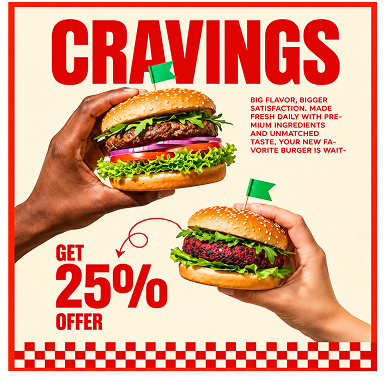 CRAVINGS
BIG FLAVOR, BIGGER
SATISFACTION. MADE
FRESH DAILY WITH PRE-
MIUM INGREDIENTS
AND UNMATCHED
TASTE, YOUR NEW FA-
VORITE BURGER IS WAIT-
GET
25%
OFFER